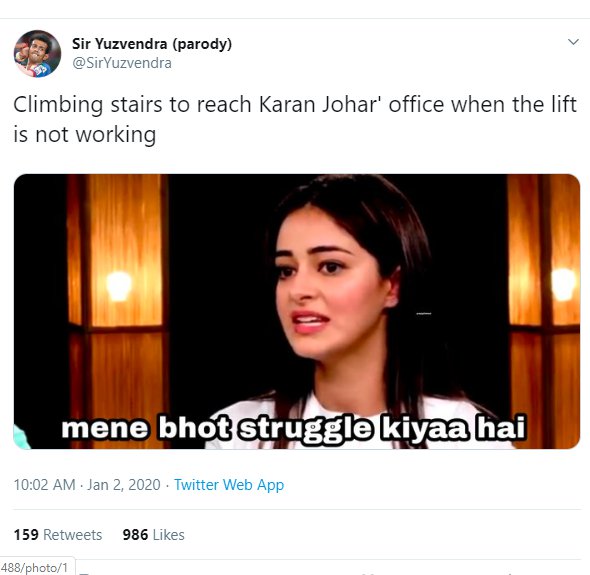 Sir Yuzvendra (parody)
@SirYuzvendra
Climbing stairs to reach Karan Johar' office when the lift
is not working
mene bhot struggle kiyaa hai
10:02 AM · Jan 2, 2020 · Twitter Web App
159 Retweets 986 Likes
488/photo/1